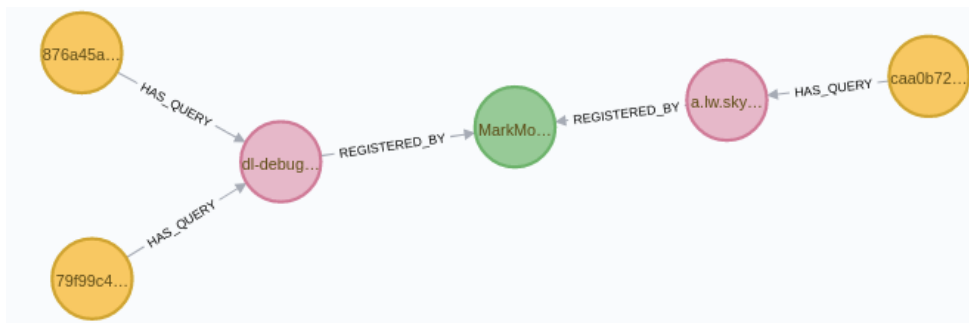 876a45a...
HAS_QUERY
dl-debug...
HAS_QUERY
79f99c4...
REGISTERED_BY
MarkMo...
REGISTERED_BY
a.lw.sky...
HAS_QUERY
caa0b72...